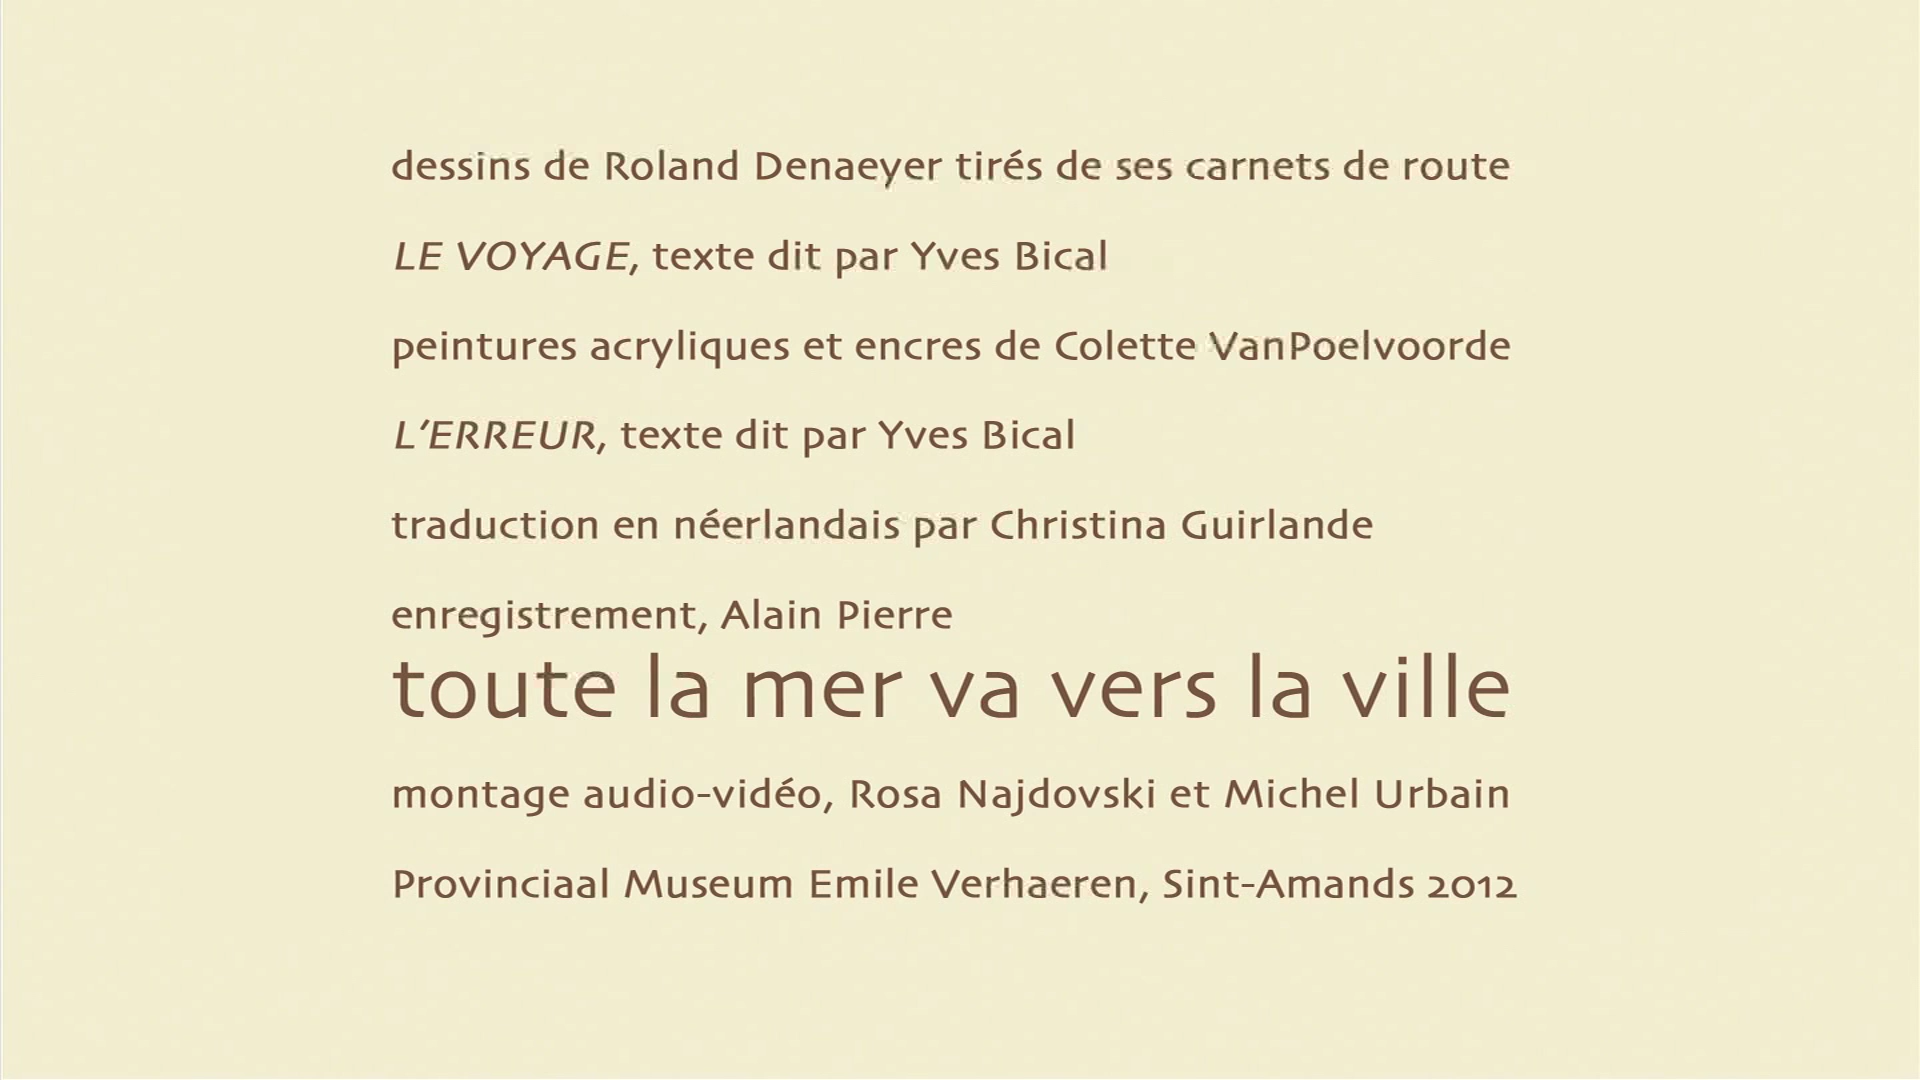 dessins de Roland Denaeyer tirés de ses carnets de route
LE VOYAGE, texte dit par Yves Bical
peintures acryliques et encres de Colette VanPoelvoorde
L'ERREUR, texte dit par Yves Bical
traduction en néerlandais par Christina Guirlande
enregistrement, Alain Pierre
toute la mer va vers la ville
montage audio-vidéo, Rosa Najdovski et Michel Urbain
Provinciaal Museum Emile Verhaeren, Sint-Amands 2012